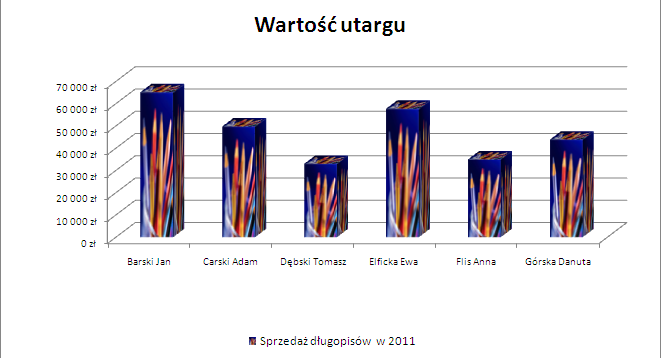 Wartość utargu
70 000 zł
60 000 zł
50 000 zł
40 000 zł
30 000 zł
20 000 zł
10 000 zł
0 zł
Barski Jan Carski Adam Dębski Tomasz Elficka Ewa Flis Anna Górska Danuta
Sprzedaż długopisów w 2011